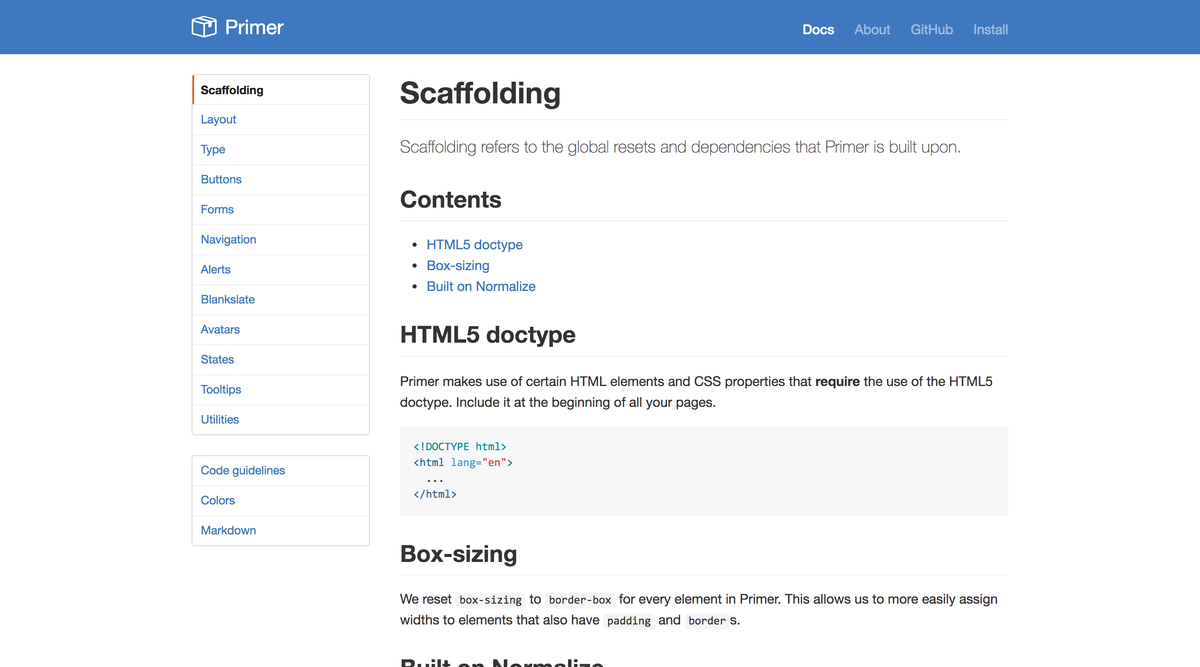 Primer
Docs About GitHub Install
Scaffolding
Layout
Type
Buttons
Forms
Navigation
Alerts
Blankslate
Avatars
States
Tooltips
Utilities
Code guidelines
Colors
Markdown
Scaffolding
Scaffolding refers to the global resets and dependencies that Primer is built upon.
Contents
• HTML5 doctype
• Box-sizing
• Built on Normalize
HTML5 doctype
Primer makes use of certain HTML elements and CSS properties that require the use of the HTML5
doctype. Include it at the beginning of all your pages.
<!DOCTYPE html>
<html lang="en">
...
</html>
Box-sizing
We reset box-sizing to border-box for every element in Primer. This allows us to more easily assign
widths to elements that also have padding and border s.
Built on Normalize